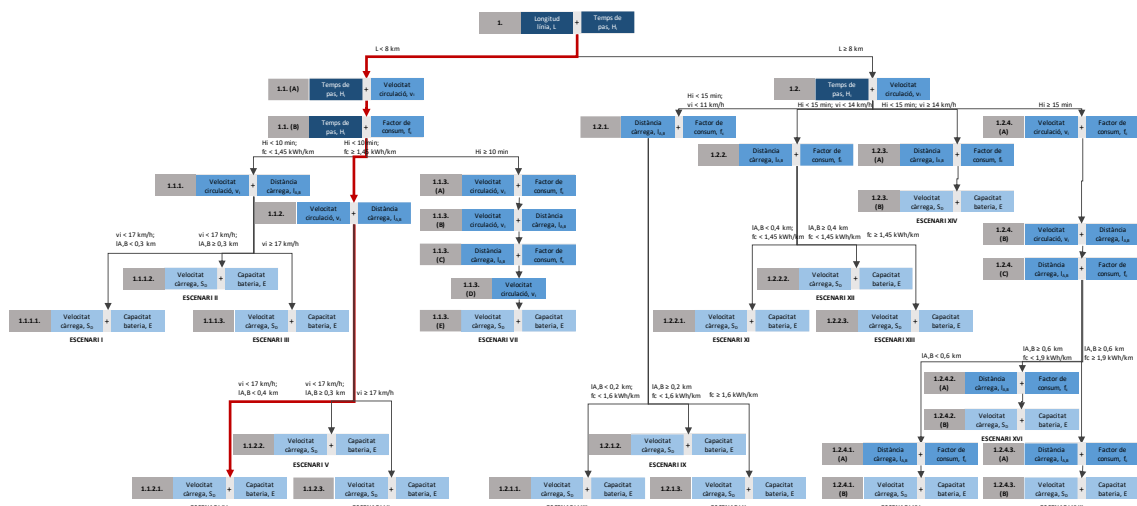 1.
Longitud
línia, L
+
Temps de
pas, Hᵢ
L < 8 km
L ≥ 8 km
1.1. (A)
Temps de
pas, Hᵢ
+
Velocitat
circulació, vᵢ
1.2.
Temps de
pas, Hᵢ
+
Velocitat
circulació, vᵢ
Hi < 15 min;
vi < 11 km/h
Hi < 15 min; vi < 14 km/h
Hi < 15 min; vi ≥ 14 km/h
Hi ≥ 15 min
1.1. (B)
Temps de
pas, Hᵢ
+
Factor de
consum, fc
1.2.1.
Distància
càrrega, lA,B
+
Factor de
consum, fc
1.2.2.
Distància
càrrega, lA,B
+
Factor de
consum, fc
1.2.3.
(A)
Distància
càrrega, lA,B
+
Factor de
consum, fc
1.2.4.
(A)
Velocitat
circulació, vᵢ
+
Factor de
consum, fc
Hi < 10 min;
fc < 1,45 kWh/km
Hi < 10 min;
fc ≥ 1,45 kWh/km
Hi ≥ 10 min
1.1.1.
Velocitat
circulació, vᵢ
+
Distància
càrrega, lA,B
1.1.2.
Velocitat
circulació, vᵢ
+
Distància
càrrega, lA,B
1.1.3.
(A)
Velocitat
circulació, vᵢ
+
Factor de
consum, fc
1.1.3.
(B)
Velocitat
circulació, vᵢ
+
Distància
càrrega, lA,B
1.1.3.
(C)
Distància
càrrega, lA,B
+
Factor de
consum, fc
1.1.3.
(D)
Velocitat
circulació, vᵢ
1.1.3.
(E)
Velocitat
càrrega, SD
+
Capacitat
bateria, E
ESCENARI VII
1.2.3.
(B)
Velocitat
càrrega, SD
+
Capacitat
bateria, E
ESCENARI XIV
1.2.4.
(B)
Velocitat
circulació, vᵢ
+
Distància
càrrega, lA,B
1.2.4.
(C)
Distància
càrrega, lA,B
+
Factor de
consum, fc
vi < 17 km/h;
lA,B < 0,3 km
vi < 17 km/h;
lA,B ≥ 0,3 km
vi ≥ 17 km/h
1.1.1.2.
Velocitat
càrrega, SD
+
Capacitat
bateria, E
ESCENARI II
1.1.1.1.
Velocitat
càrrega, SD
+
Capacitat
bateria, E
ESCENARI I
1.1.1.3.
Velocitat
càrrega, SD
+
Capacitat
bateria, E
ESCENARI III
lA,B < 0,4 km;
fc < 1,45 kWh/km
lA,B ≥ 0,4 km
fc < 1,45 kWh/km
fc ≥ 1,45 kWh/km
1.2.2.2.
Velocitat
càrrega, SD
+
Capacitat
bateria, E
ESCENARI XII
1.2.2.1.
Velocitat
càrrega, SD
+
Capacitat
bateria, E
ESCENARI XI
1.2.2.3.
Velocitat
càrrega, SD
+
Capacitat
bateria, E
ESCENARI XIII
lA,B < 0,6 km
lA,B ≥ 0,6 km
fc < 1,9 kWh/km
lA,B ≥ 0,6 km
fc ≥ 1,9 kWh/km
1.2.4.2.
(A)
Distància
càrrega, lA,B
+
Factor de
consum, fc
1.2.4.2.
(B)
Velocitat
càrrega, SD
+
Capacitat
bateria, E
ESCENARI XVI
vi < 17 km/h;
lA,B < 0,4 km
vi < 17 km/h;
lA,B ≥ 0,3 km
vi ≥ 17 km/h
1.1.2.2.
Velocitat
càrrega, SD
+
Capacitat
bateria, E
ESCENARI V
1.1.2.1.
Velocitat
càrrega, SD
+
Capacitat
bateria, E
1.1.2.3.
Velocitat
càrrega, SD
+
Capacitat
bateria, E
lA,B < 0,2 km;
fc < 1,6 kWh/km
lA,B ≥ 0,2 km
fc < 1,6 kWh/km
fc ≥ 1,6 kWh/km
1.2.1.2.
Velocitat
càrrega, SD
+
Capacitat
bateria, E
ESCENARI IX
1.2.1.1.
Velocitat
càrrega, SD
+
Capacitat
bateria, E
1.2.1.3.
Velocitat
càrrega, SD
+
Capacitat
bateria, E
1.2.4.1.
(A)
Distància
càrrega, lA,B
+
Factor de
consum, fc
1.2.4.3.
(A)
Distància
càrrega, lA,B
+
Factor de
consum, fc
1.2.4.1.
(B)
Velocitat
càrrega, SD
+
Capacitat
bateria, E
1.2.4.3.
(B)
Velocitat
càrrega, SD
+
Capacitat
bateria, E